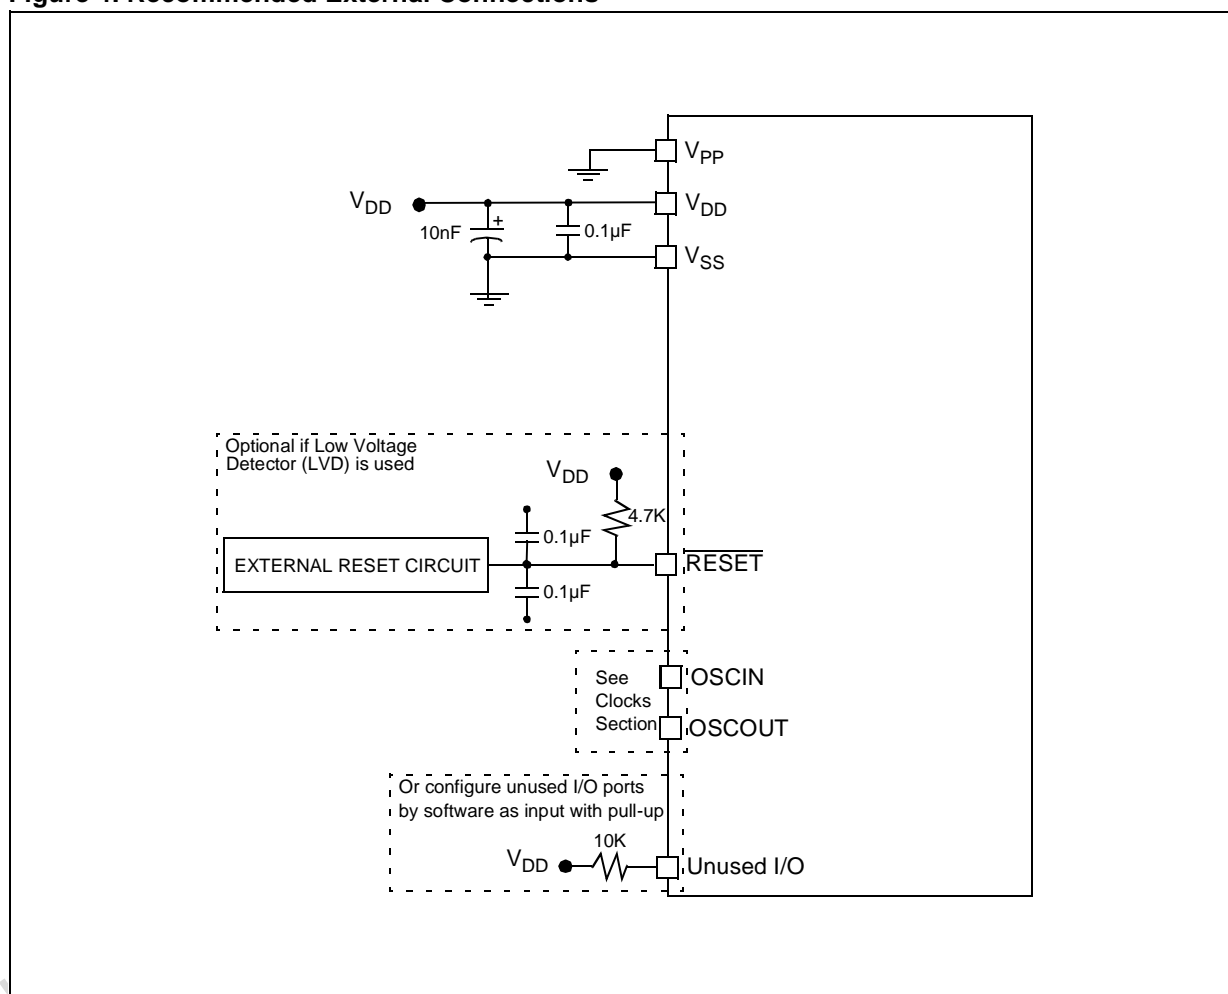 Figure 4. Recommended External Connections
VPP
VDD
VDD
10nF
+
0.1µF
VSS
Optional if Low Voltage
Detector (LVD) is used
VDD
4.7K
0.1µF
EXTERNAL RESET CIRCUIT
RESET
0.1µF
See
Clocks
Section
OSCIN
OSCOUT
Or configure unused I/O ports
by software as input with pull-up
10K
VDD
Unused I/O